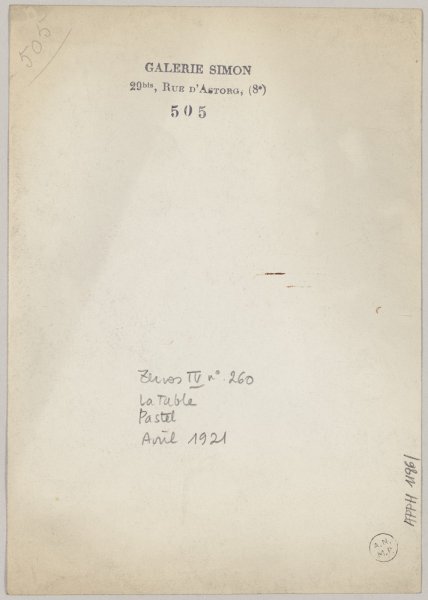 505
GALERIE SIMON
29bis, RUE D'ASTORG, (8e)
505
Zervos IV n°. 260
La Table
Pastel
Avril 1921
APPH 11961
A.N.
M.P.